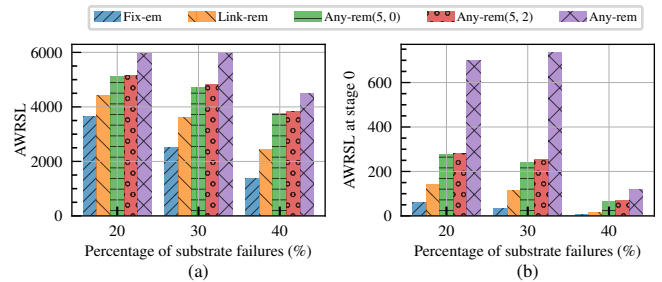 Fix-em Link-rem Any-rem(5, 0) Any-rem(5, 2) Any-rem
AWRSL
6000
4000
2000
0
20 30 40
Percentage of substrate failures (%)
(a)
AWRSL at stage 0
600
400
200
0
20 30 40
Percentage of substrate failures (%)
(b)